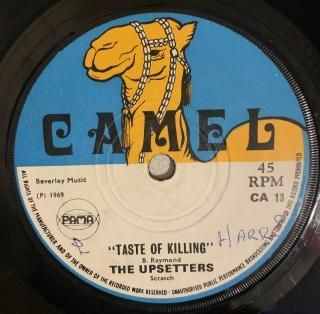 CAMEL
Beverley Music
(P) 1969
45
RPM
CA 13
PAMA
"TASTE OF KILLING"
B. Raymond
THE UPSETTERS
Scratch
ALL RIGHTS OF THE MANUFACTURER AND OF THE OWNER OF THE RECORDED WORK RESERVED. UNAUTHORISED PUBLIC PERFORMANCE, BROADCASTING AND COPYING OF THIS RECORD PROHIBITED